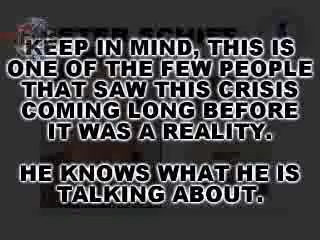 KEEP IN MIND, THIS IS
ONE OF THE FEW PEOPLE
THAT SAW THIS CRISIS
COMING LONG BEFORE
IT WAS A REALITY.
HE KNOWS WHAT HE IS
TALKING ABOUT.